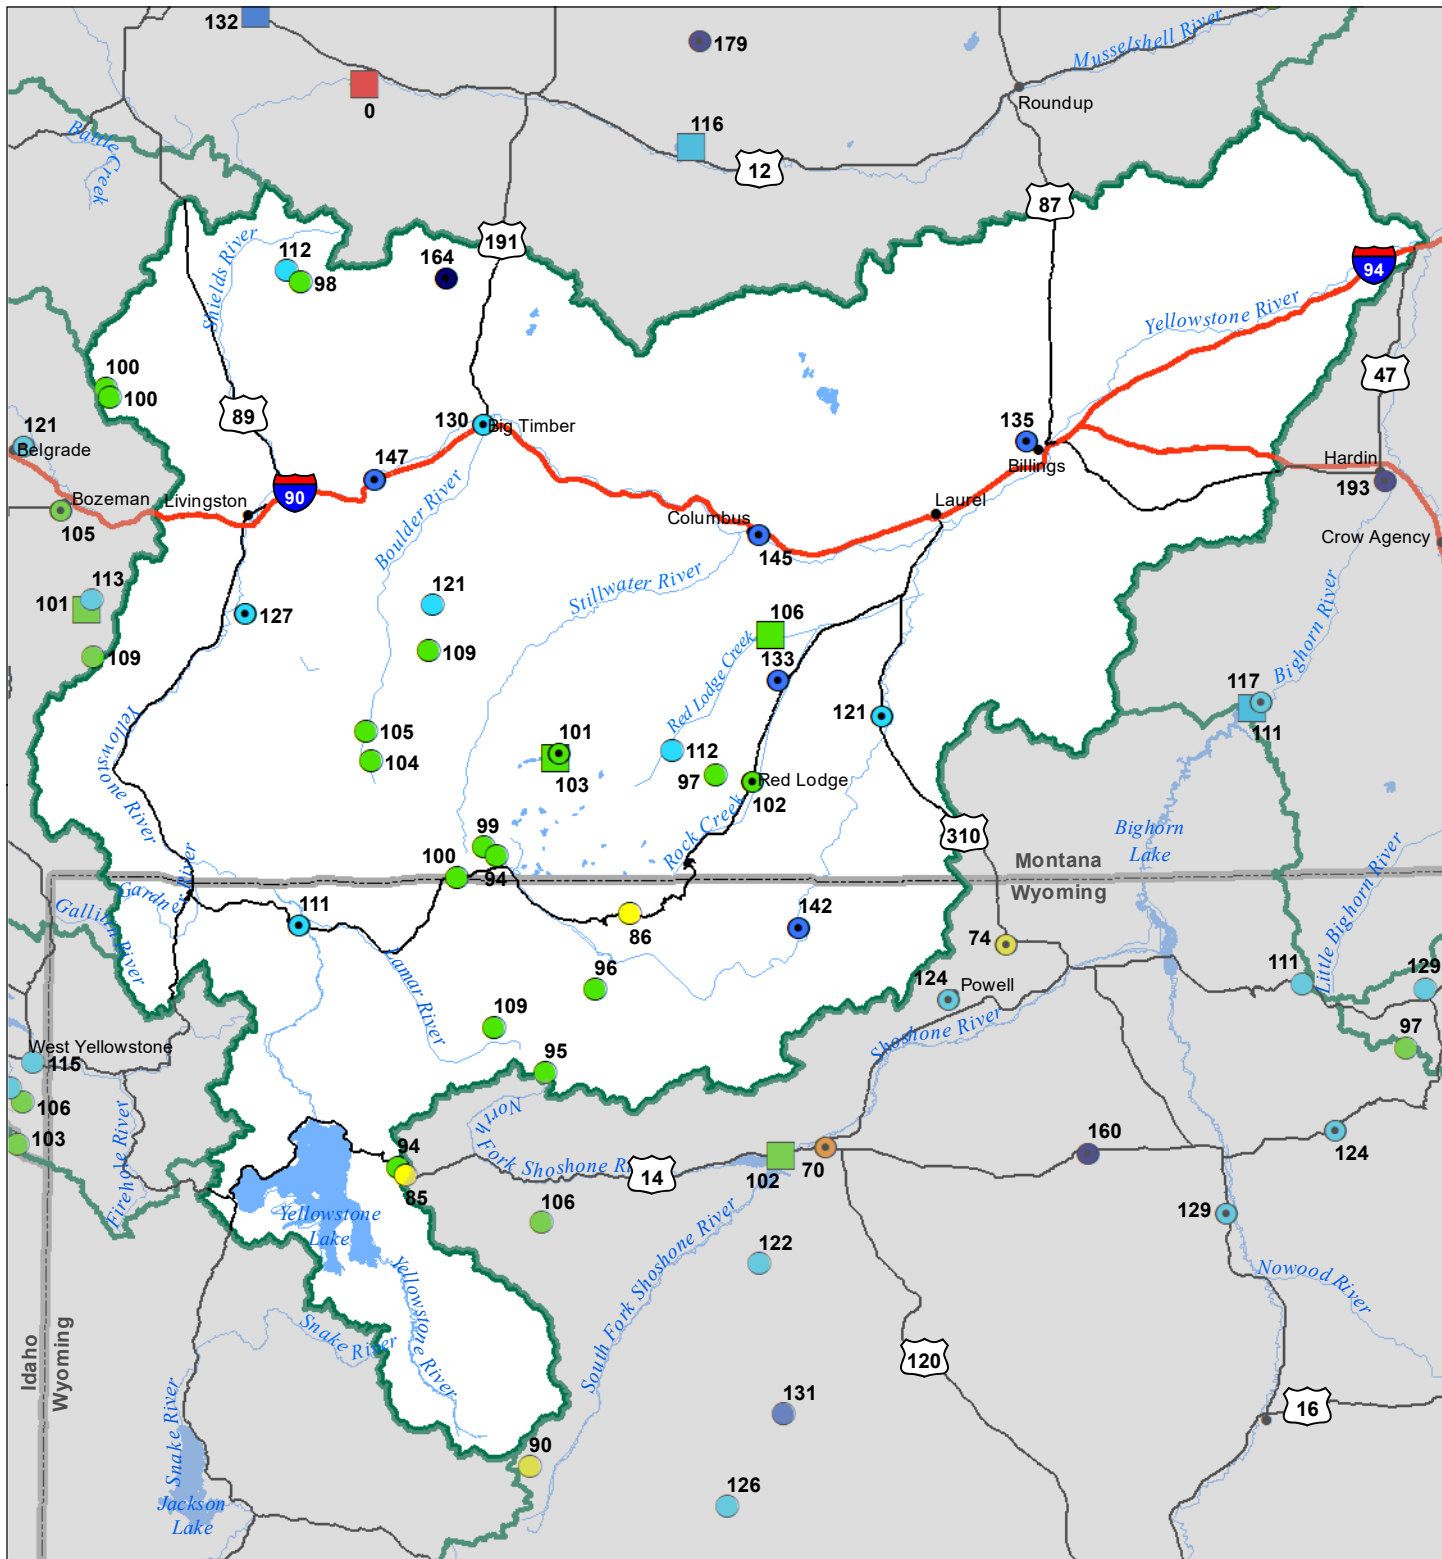 132
179
Musselshell River
0
Roundup
116
12
Battle Creek
87
191
Shields River
112
164
98
94
Yellowstone River
100
100
47
89
121
Belgrade
130
Big Timber
135
Billings
Hardin
147
193
90
Bozeman
Livingston
105
Boulder River
Laurel
Columbus
145
Crow Agency
113
101
121
Stillwater River
127
106
Bighorn River
109
109
Red Lodge Creek
133
117
111
121
Yellowstone River
105
104
101
103
112
97
Red Lodge
102
99
100
94
Rock Creek
310
Bighorn
Lake
Montana
Wyoming
Little Bighorn River
Gardner River
Gallitin River
111
86
142
74
Lamar River
96
124
Powell
111
129
109
Shoshone River
97
West Yellowstone
115
95
106
103
Firehole River
North Fork Shoshone R
94
85
14
102
70
160
124
106
129
Yellowstone
Lake
122
South Fork Shoshone River
Yellowstone River
Nowood River
Snake River
Idaho
Wyoming
120
131
16
Snake River
90
126
Jackson
Lake